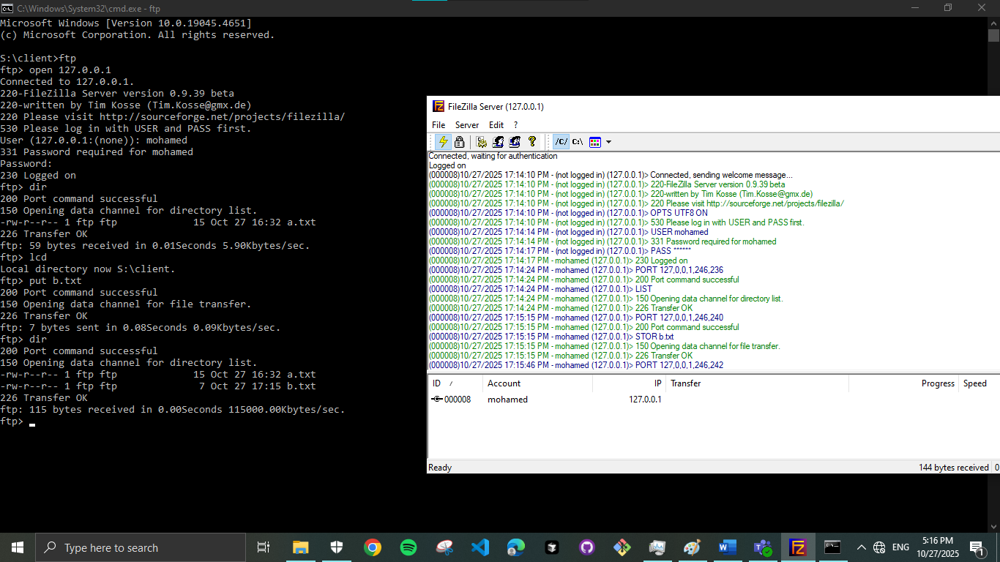 C:\Windows\System32\cmd.exe - ftp
Microsoft Windows [Version 10.0.19045.4651]
(c) Microsoft Corporation. All rights reserved.
S:\client>ftp
ftp> open 127.0.0.1
Connected to 127.0.0.1.
220-FileZilla Server version 0.9.39 beta
220-written by Tim Kosse (Tim.Kosse@gmx.de)
220 Please visit http://sourceforge.net/projects/filezilla/
530 Please log in with USER and PASS first.
User (127.0.0.1:(none)): mohamed
331 Password required for mohamed
Password:
230 Logged on
ftp> dir
200 Port command successful
150 Opening data channel for directory list.
-rw-r--r-- 1 ftp ftp             15 Oct 27 16:32 a.txt
226 Transfer OK
ftp: 59 bytes received in 0.01Seconds 5.90Kbytes/sec.
ftp> lcd
Local directory now S:\client.
ftp> put b.txt
200 Port command successful
150 Opening data channel for file transfer.
226 Transfer OK
ftp: 7 bytes sent in 0.08Seconds 0.09Kbytes/sec.
ftp> dir
200 Port command successful
150 Opening data channel for directory list.
-rw-r--r-- 1 ftp ftp             15 Oct 27 16:32 a.txt
-rw-r--r-- 1 ftp ftp              7 Oct 27 17:15 b.txt
226 Transfer OK
ftp: 115 bytes received in 0.00Seconds 115000.00Kbytes/sec.
ftp>
FileZilla Server (127.0.0.1)
File Server Edit ?
/C/ C:\
Connected, waiting for authentication
Logged on
(000008)10/27/2025 17:14:10 PM - (not logged in) (127.0.0.1)> Connected, sending welcome message...
(000008)10/27/2025 17:14:10 PM - (not logged in) (127.0.0.1)> 220-FileZilla Server version 0.9.39 beta
(000008)10/27/2025 17:14:10 PM - (not logged in) (127.0.0.1)> 220-written by Tim Kosse (Tim.Kosse@gmx.de)
(000008)10/27/2025 17:14:10 PM - (not logged in) (127.0.0.1)> 220 Please visit http://sourceforge.net/projects/filezilla/
(000008)10/27/2025 17:14:10 PM - (not logged in) (127.0.0.1)> OPTS UTF8 ON
(000008)10/27/2025 17:14:10 PM - (not logged in) (127.0.0.1)> 530 Please log in with USER and PASS first.
(000008)10/27/2025 17:14:14 PM - (not logged in) (127.0.0.1)> USER mohamed
(000008)10/27/2025 17:14:14 PM - (not logged in) (127.0.0.1)> 331 Password required for mohamed
(000008)10/27/2025 17:14:17 PM - (not logged in) (127.0.0.1)> PASS ******
(000008)10/27/2025 17:14:17 PM - mohamed (127.0.0.1)> 230 Logged on
(000008)10/27/2025 17:14:24 PM - mohamed (127.0.0.1)> PORT 127,0,0,1,246,236
(000008)10/27/2025 17:14:24 PM - mohamed (127.0.0.1)> 200 Port command successful
(000008)10/27/2025 17:14:24 PM - mohamed (127.0.0.1)> LIST
(000008)10/27/2025 17:14:24 PM - mohamed (127.0.0.1)> 150 Opening data channel for directory list.
(000008)10/27/2025 17:14:24 PM - mohamed (127.0.0.1)> 226 Transfer OK
(000008)10/27/2025 17:15:15 PM - mohamed (127.0.0.1)> PORT 127,0,0,1,246,240
(000008)10/27/2025 17:15:15 PM - mohamed (127.0.0.1)> 200 Port command successful
(000008)10/27/2025 17:15:15 PM - mohamed (127.0.0.1)> STOR b.txt
(000008)10/27/2025 17:15:15 PM - mohamed (127.0.0.1)> 150 Opening data channel for file transfer.
(000008)10/27/2025 17:15:15 PM - mohamed (127.0.0.1)> 226 Transfer OK
(000008)10/27/2025 17:15:46 PM - mohamed (127.0.0.1)> PORT 127,0,0,1,246,242
ID / Account IP Transfer Progress Speed
000008 mohamed 127.0.0.1
Ready 144 bytes received 0
Type here to search
ENG
5:16 PM
10/27/2025
1